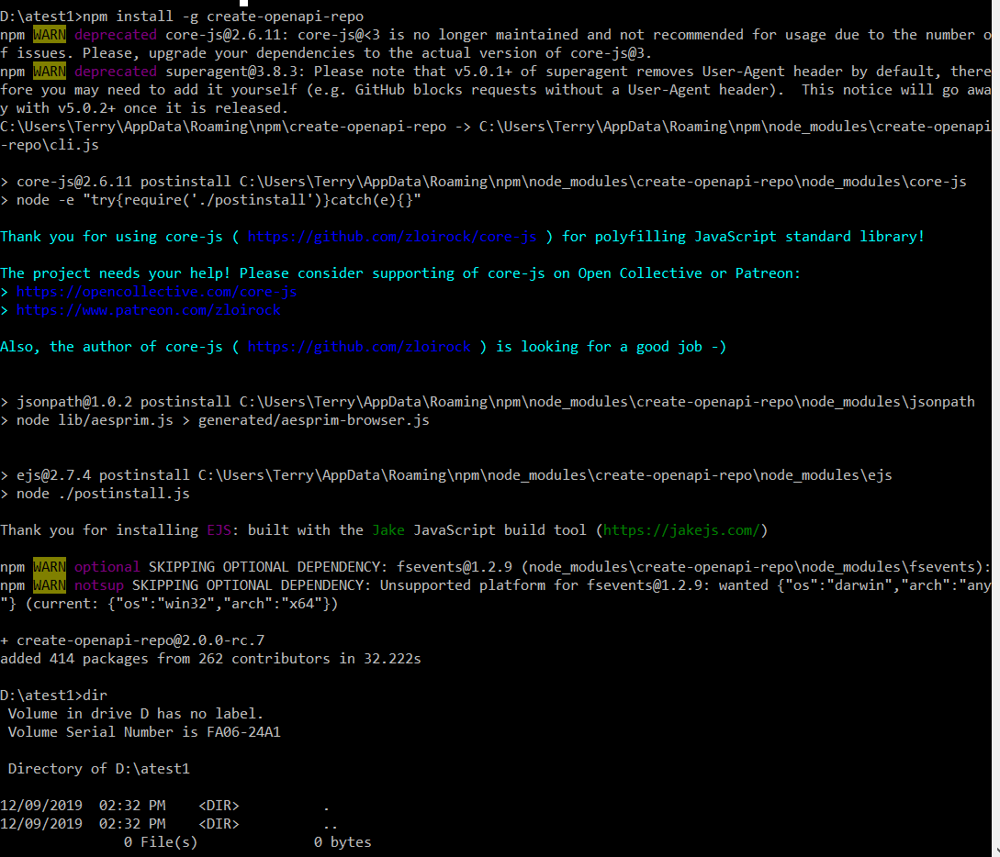 D:\atest1>npm install -g create-openapi-repo
npm WARN deprecated core-js@2.6.11: core-js@<3 is no longer maintained and not recommended for usage due to the number o
f issues. Please, upgrade your dependencies to the actual version of core-js@3.
npm WARN deprecated superagent@3.8.3: Please note that v5.0.1+ of superagent removes User-Agent header by default, there
fore you may need to add it yourself (e.g. GitHub blocks requests without a User-Agent header).  This notice will go awa
y with v5.0.2+ once it is released.
C:\Users\Terry\AppData\Roaming\npm\create-openapi-repo -> C:\Users\Terry\AppData\Roaming\npm\node_modules\create-openapi
-repo\cli.js
> core-js@2.6.11 postinstall C:\Users\Terry\AppData\Roaming\npm\node_modules\create-openapi-repo\node_modules\core-js
> node -e "try{require('./postinstall')}catch(e){}"
Thank you for using core-js ( https://github.com/zloirock/core-js ) for polyfilling JavaScript standard library!
The project needs your help! Please consider supporting of core-js on Open Collective or Patreon:
> https://opencollective.com/core-js
> https://www.patreon.com/zloirock
Also, the author of core-js ( https://github.com/zloirock ) is looking for a good job -)
> jsonpath@1.0.2 postinstall C:\Users\Terry\AppData\Roaming\npm\node_modules\create-openapi-repo\node_modules\jsonpath
> node lib/aesprim.js > generated/aesprim-browser.js
> ejs@2.7.4 postinstall C:\Users\Terry\AppData\Roaming\npm\node_modules\create-openapi-repo\node_modules\ejs
> node ./postinstall.js
Thank you for installing EJS: built with the Jake JavaScript build tool (https://jakejs.com/)
npm WARN optional SKIPPING OPTIONAL DEPENDENCY: fsevents@1.2.9 (node_modules\create-openapi-repo\node_modules\fsevents):
npm WARN notsup SKIPPING OPTIONAL DEPENDENCY: Unsupported platform for fsevents@1.2.9: wanted {"os":"darwin","arch":"any
"} (current: {"os":"win32","arch":"x64"})
+ create-openapi-repo@2.0.0-rc.7
added 414 packages from 262 contributors in 32.222s
D:\atest1>dir
 Volume in drive D has no label.
 Volume Serial Number is FA06-24A1
 Directory of D:\atest1
12/09/2019  02:32 PM    <DIR>          .
12/09/2019  02:32 PM    <DIR>          ..
               0 File(s)              0 bytes